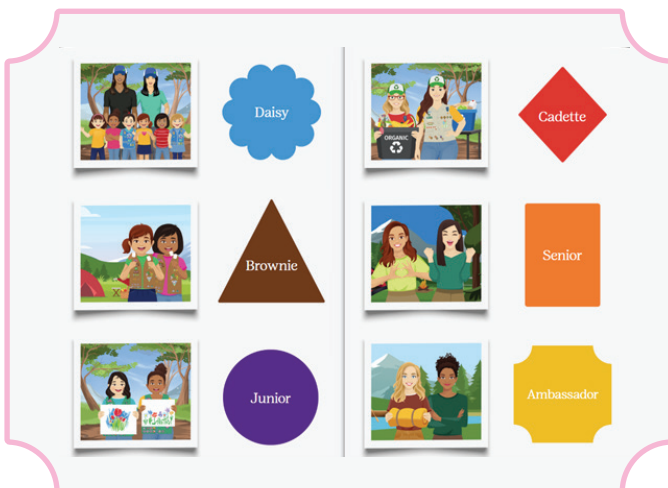 Daisy
Cadette
ORGANIC
Brownie
Senior
Junior
Ambassador